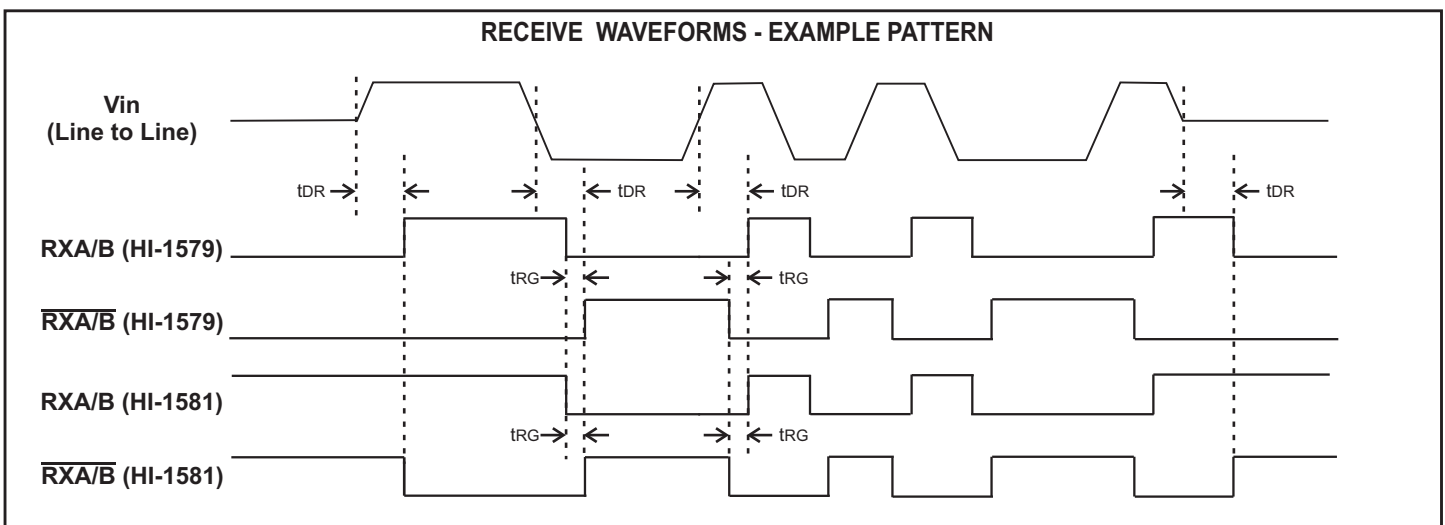 RECEIVE WAVEFORMS - EXAMPLE PATTERN
Vin
(Line to Line)
tDR tDR tDR tDR
RXA/B (HI-1579)
tRG tRG
RXA/B (HI-1579)
RXA/B (HI-1581)
tRG tRG
RXA/B (HI-1581)